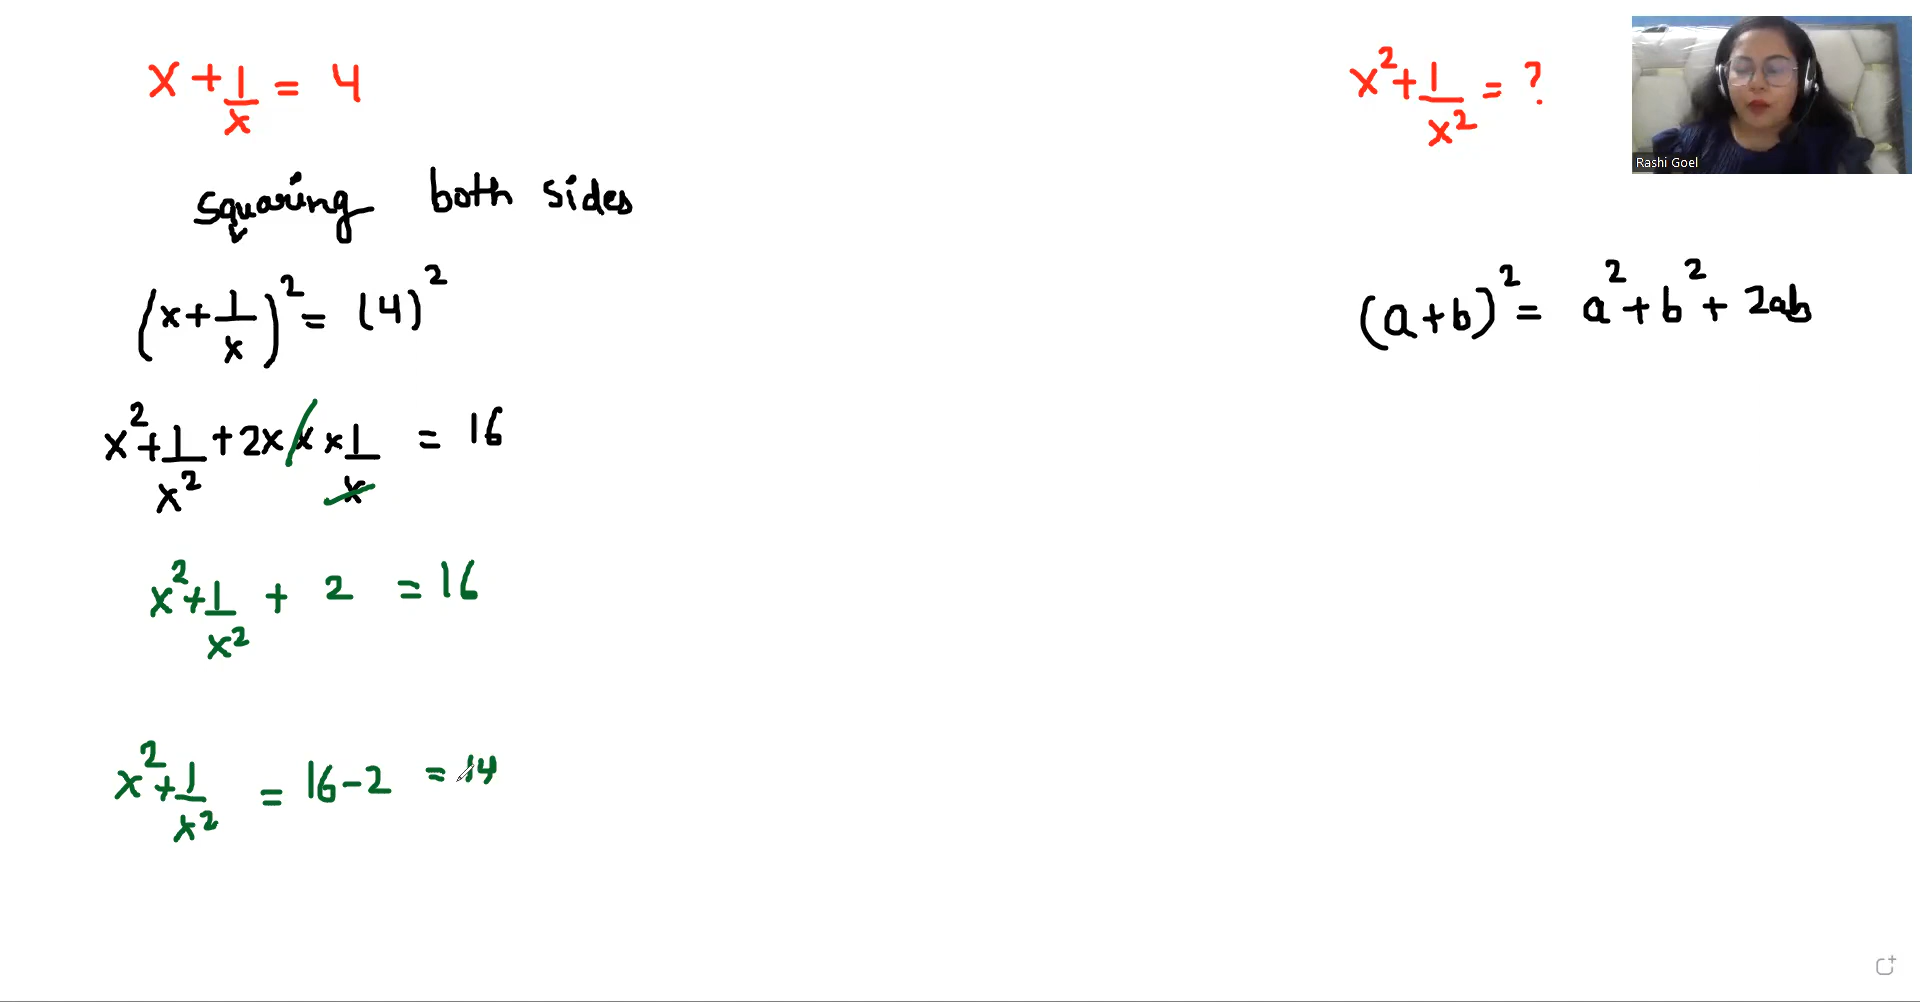 x + 1/x = 4
x² + 1/x² = ?
Rashi Goel
squaring both sides
(x + 1/x)² = (4)²
(a + b)² = a² + b² + 2ab
x² + 1/x² + 2 × x × 1/x = 16
x² + 1/x² + 2 = 16
x² + 1/x² = 16 - 2 = 14